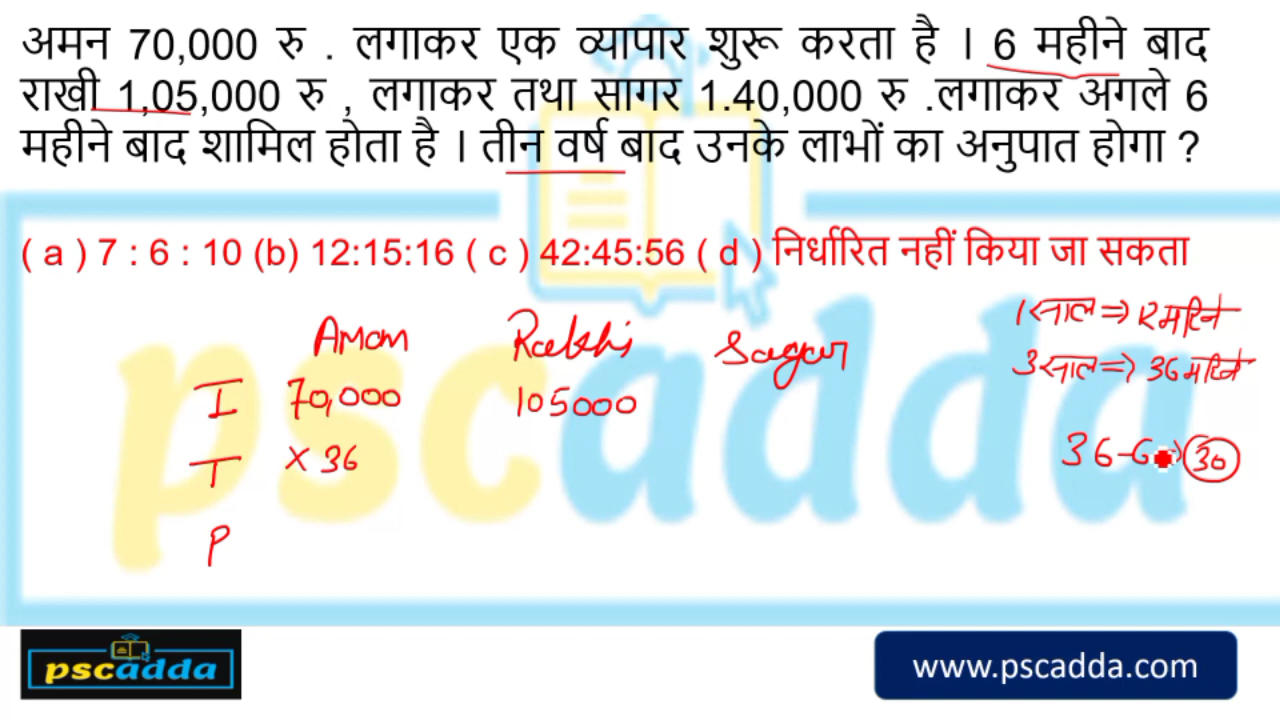 अमन 70,000 रु . लगाकर एक व्यापार शुरू करता है । 6 महीने बाद
राखी 1,05,000 रु , लगाकर तथा सागर 1.40,000 रु .लगाकर अगले 6
महीने बाद शामिल होता है । तीन वर्ष बाद उनके लाभों का अनुपात होगा ?
( a ) 7 : 6 : 10 (b) 12:15:16 ( c ) 42:45:56 ( d ) निर्धारित नहीं किया जा सकता
1 साल => 12 महिने
3 साल => 36 महिने
Aman Rakhi Sagar
I 70,000 105000
T × 36
36-6 => 30
P
pscadda
pscadda
www.pscadda.com